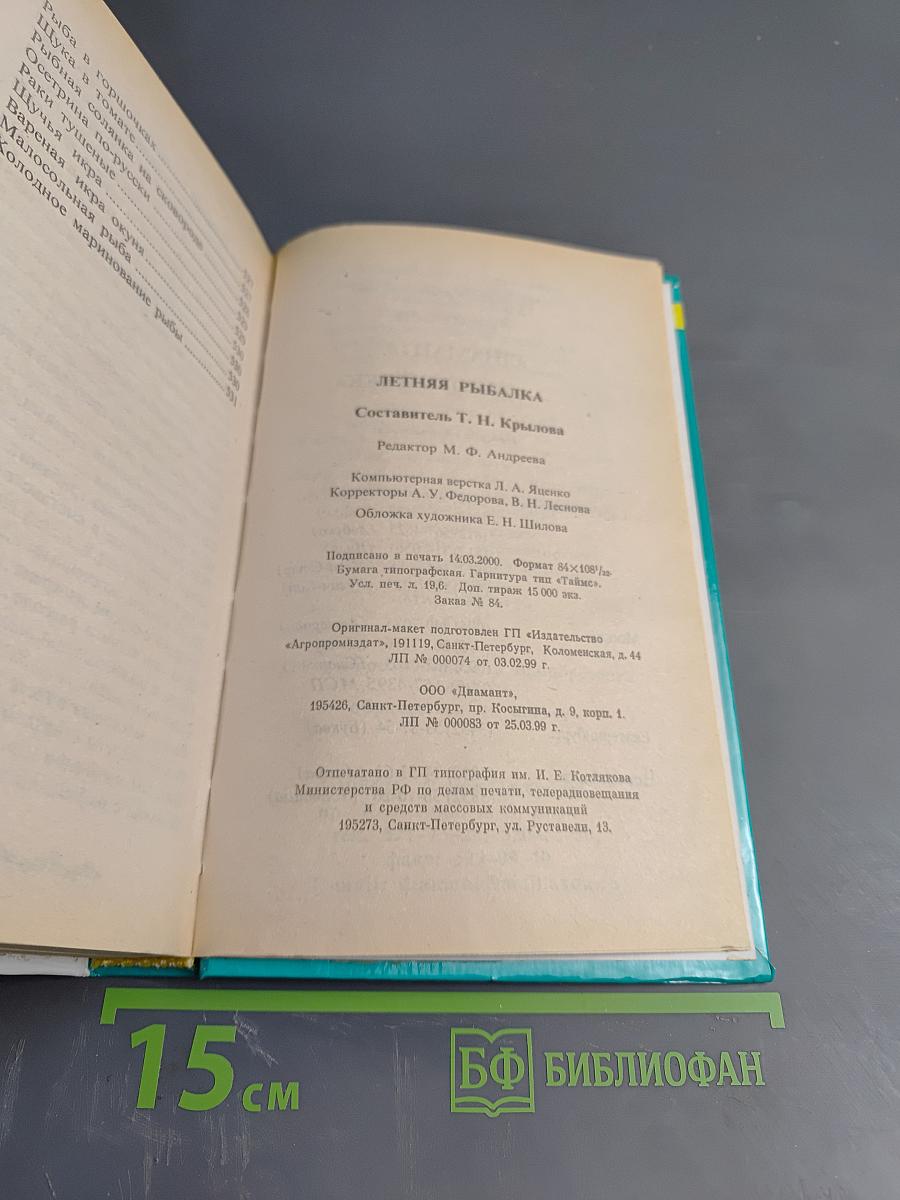 Рыба в горшочках
Щука в томате
Рыбная солянка на сковороде
Осетрина по-русски
Раки тушеные
Щучья икра
Вареная икра окуня
Малосольная рыба
Холодное маринование рыбы
531
ЛЕТНЯЯ РЫБАЛКА
Составитель Т. Н. Крылова
Редактор М. Ф. Андреева
Компьютерная верстка Л. А. Яценко
Корректоры А. У. Федорова, В. Н. Леснова
Обложка художника Е. Н. Шилова
Подписано в печать 14.03.2000. Формат 84×108¹/₃₂.
Бумага типографская. Гарнитура тип «Таймс».
Усл. печ. л. 19,6. Доп. тираж 15 000 экз.
Заказ № 84.
Оригинал-макет подготовлен ГП «Издательство
«Агропромиздат», 191119, Санкт-Петербург, Коломенская, д. 44
ЛП № 000074 от 03.02.99 г.
ООО «Диамант»,
195426, Санкт-Петербург, пр. Косыгина, д. 9, корп. 1.
ЛП № 000083 от 25.03.99 г.
Отпечатано в ГП типография им. И. Е. Котлякова
Министерства РФ по делам печати, телерадиовещания
и средств массовых коммуникаций
195273, Санкт-Петербург, ул. Руставели, 13.
15 см
БФ БИБЛИОФАН